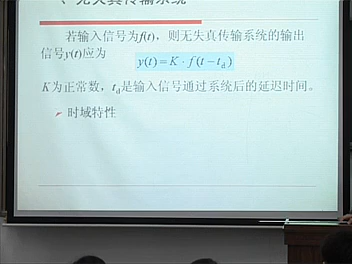 、无失真传输系统
若输入信号为f(t)，则无失真传输系统的输出
信号y(t)应为
y(t) = K · f(t − t_d)
K为正常数，t_d是输入信号通过系统后的延迟时间。
➢ 时域特性